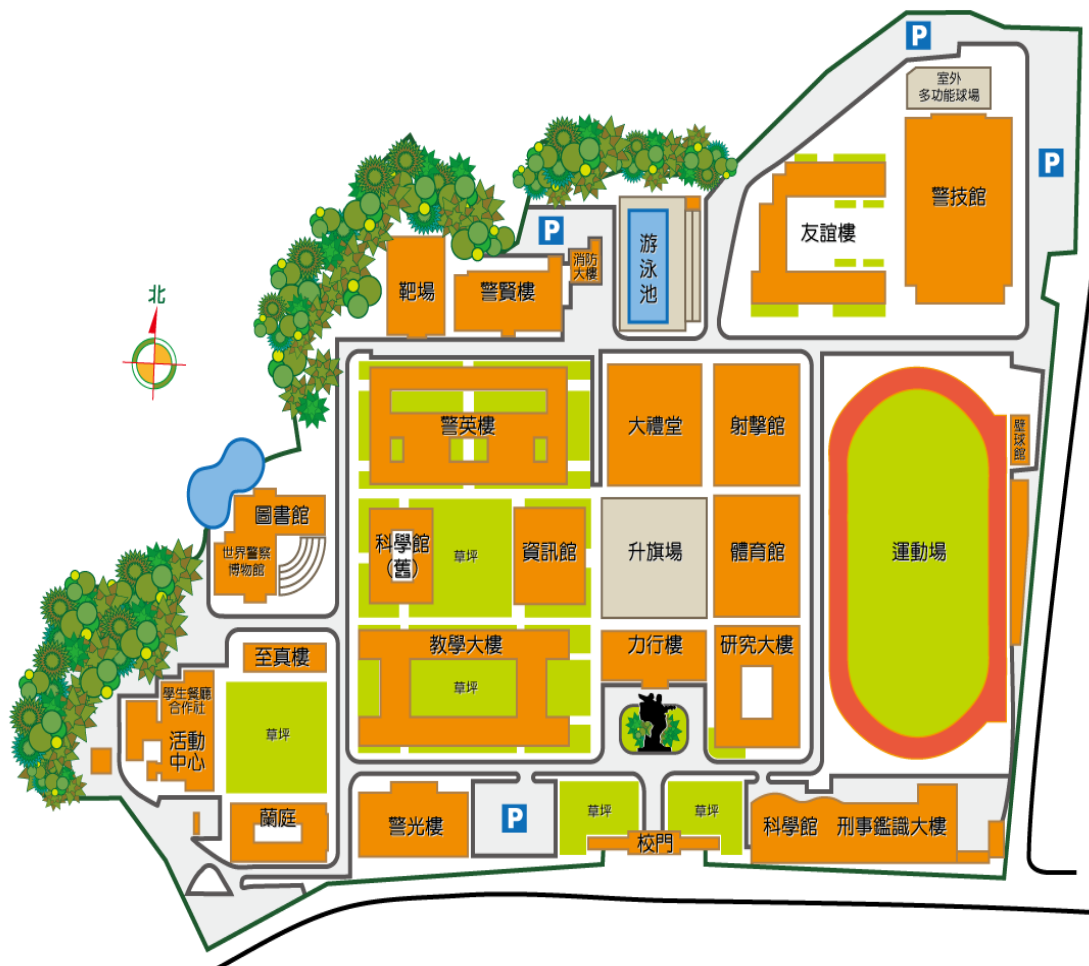 P
室外
多功能球場
警技館
P
友誼樓
P
游
泳
池
消防
大樓
靶場
警賢樓
北
警英樓
大禮堂
射擊館
壁
球
館
圖書館
世界警察
博物館
科學館
(舊)
草坪
資訊館
升旗場
體育館
運動場
教學大樓
草坪
力行樓
研究大樓
至真樓
學生餐廳
合作社
活動
中心
草坪
蘭庭
警光樓
P
草坪
校門
草坪
科學館 刑事鑑識大樓